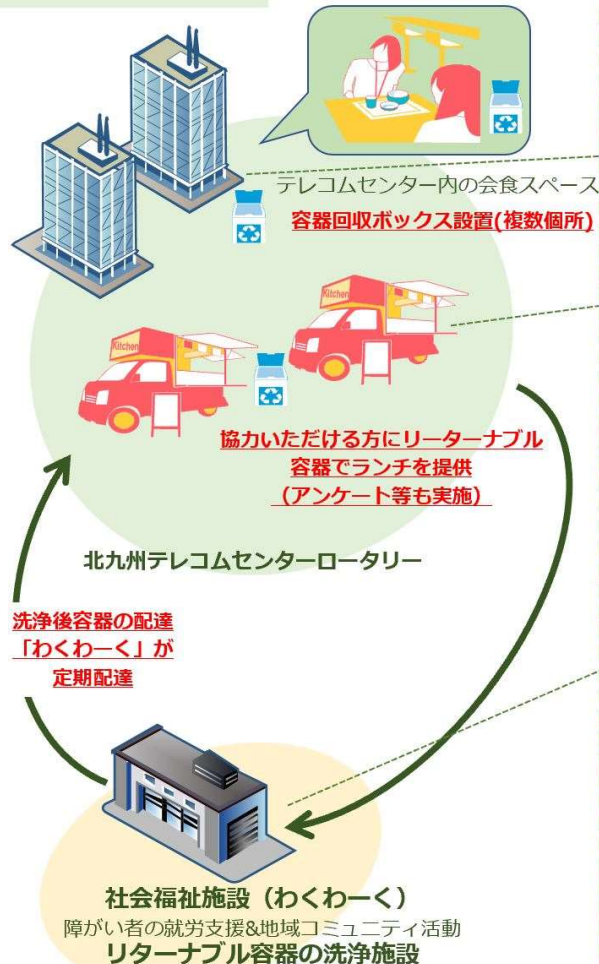 テレコムセンター内の会食スペース
容器回収ボックス設置(複数個所)
Kitchen
Kitchen
協力いただける方にリーターナブル
容器でランチを提供
（アンケート等も実施）
北九州テレコムセンターロータリー
洗浄後容器の配達
「わくわーく」が
定期配達
社会福祉施設（わくわーく）
障がい者の就労支援&地域コミュニティ活動
リターナブル容器の洗浄施設